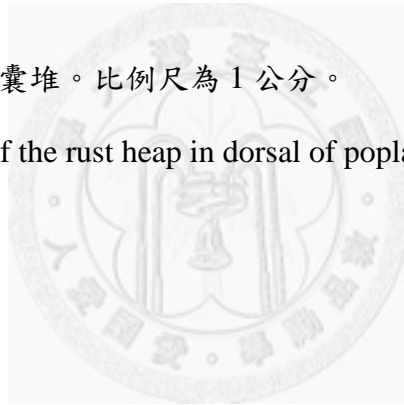 囊堆。比例尺為 1 公分。
f the rust heap in dorsal of popla